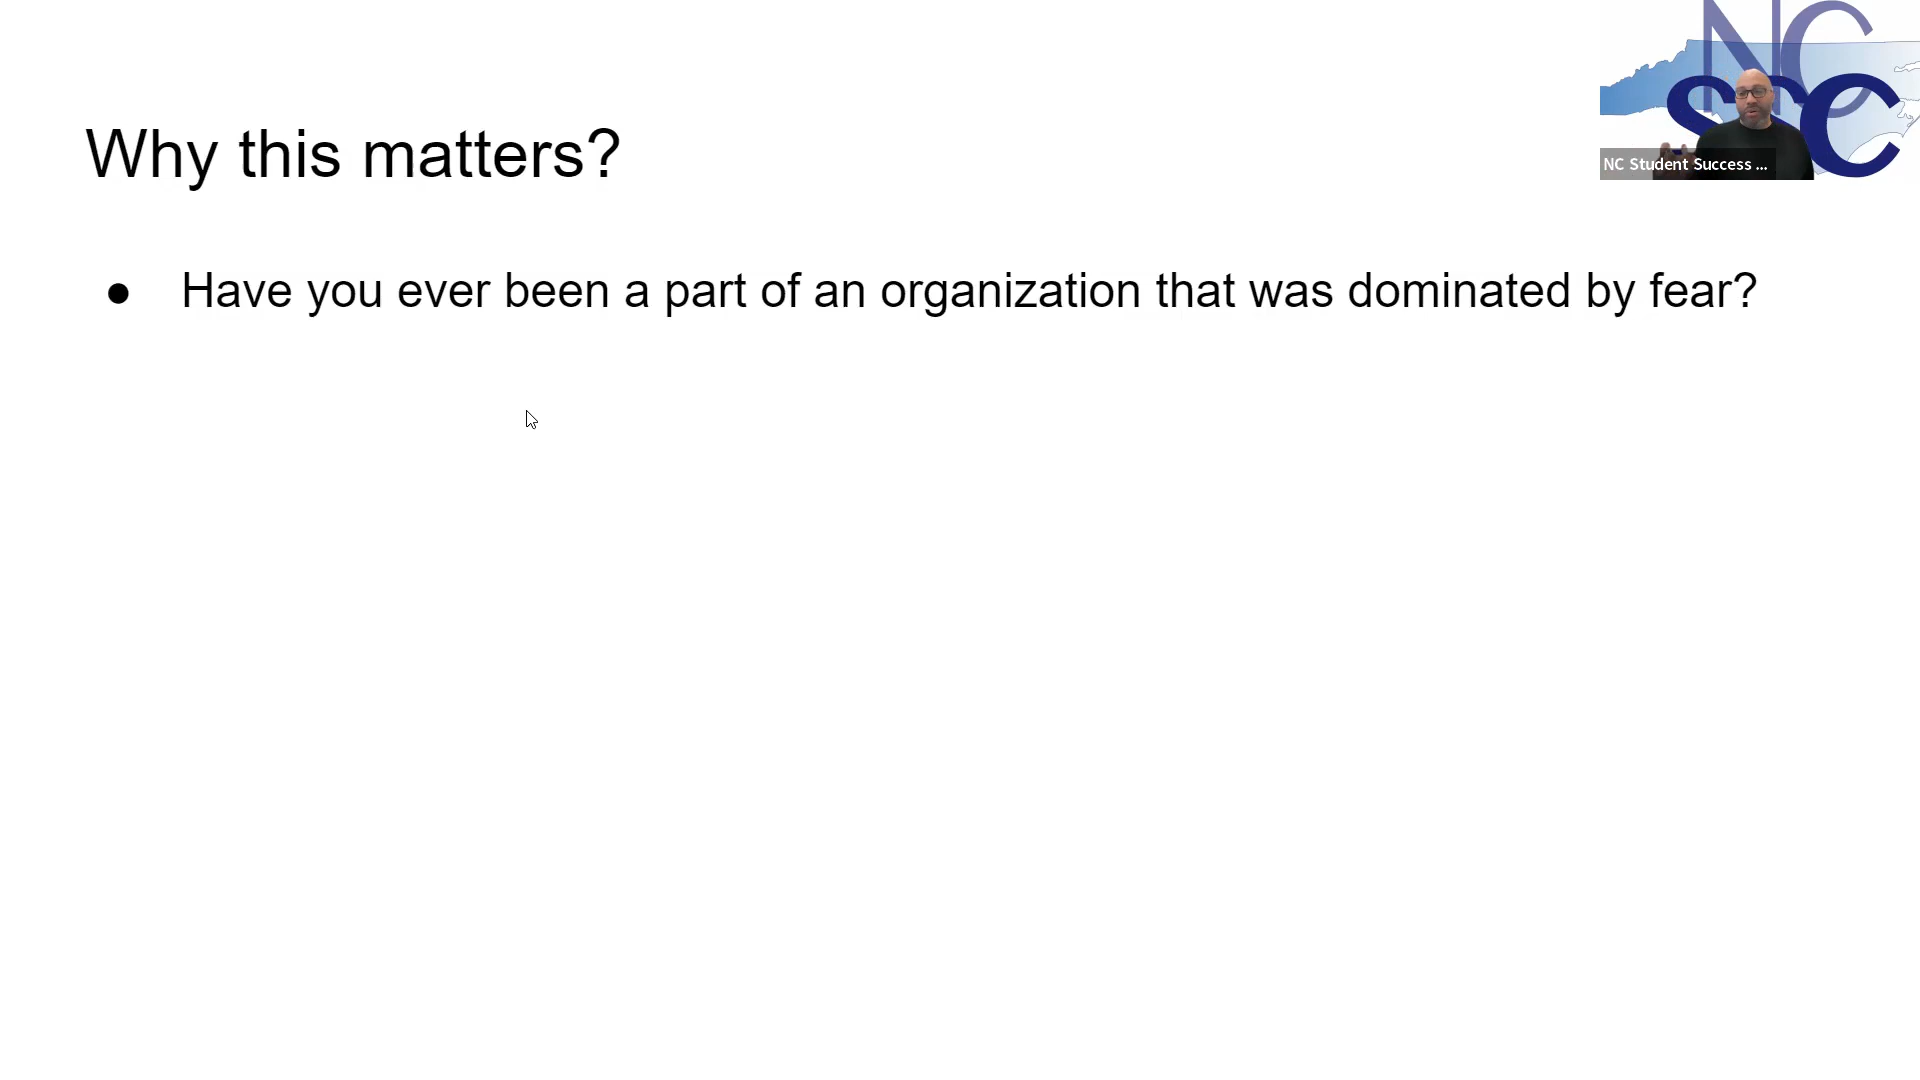 NC
SSC
Why this matters?
NC Student Success ...
● Have you ever been a part of an organization that was dominated by fear?